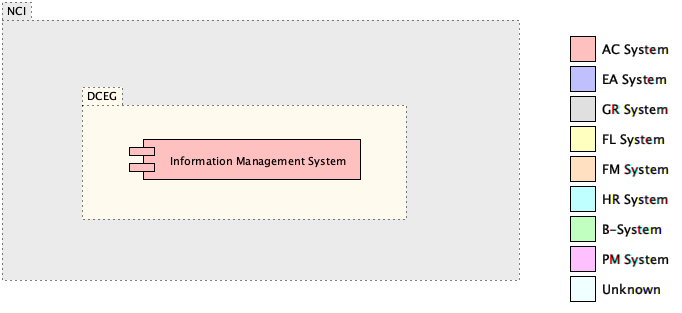 NCI
DCEG
Information Management System
AC System
EA System
GR System
FL System
FM System
HR System
B-System
PM System
Unknown